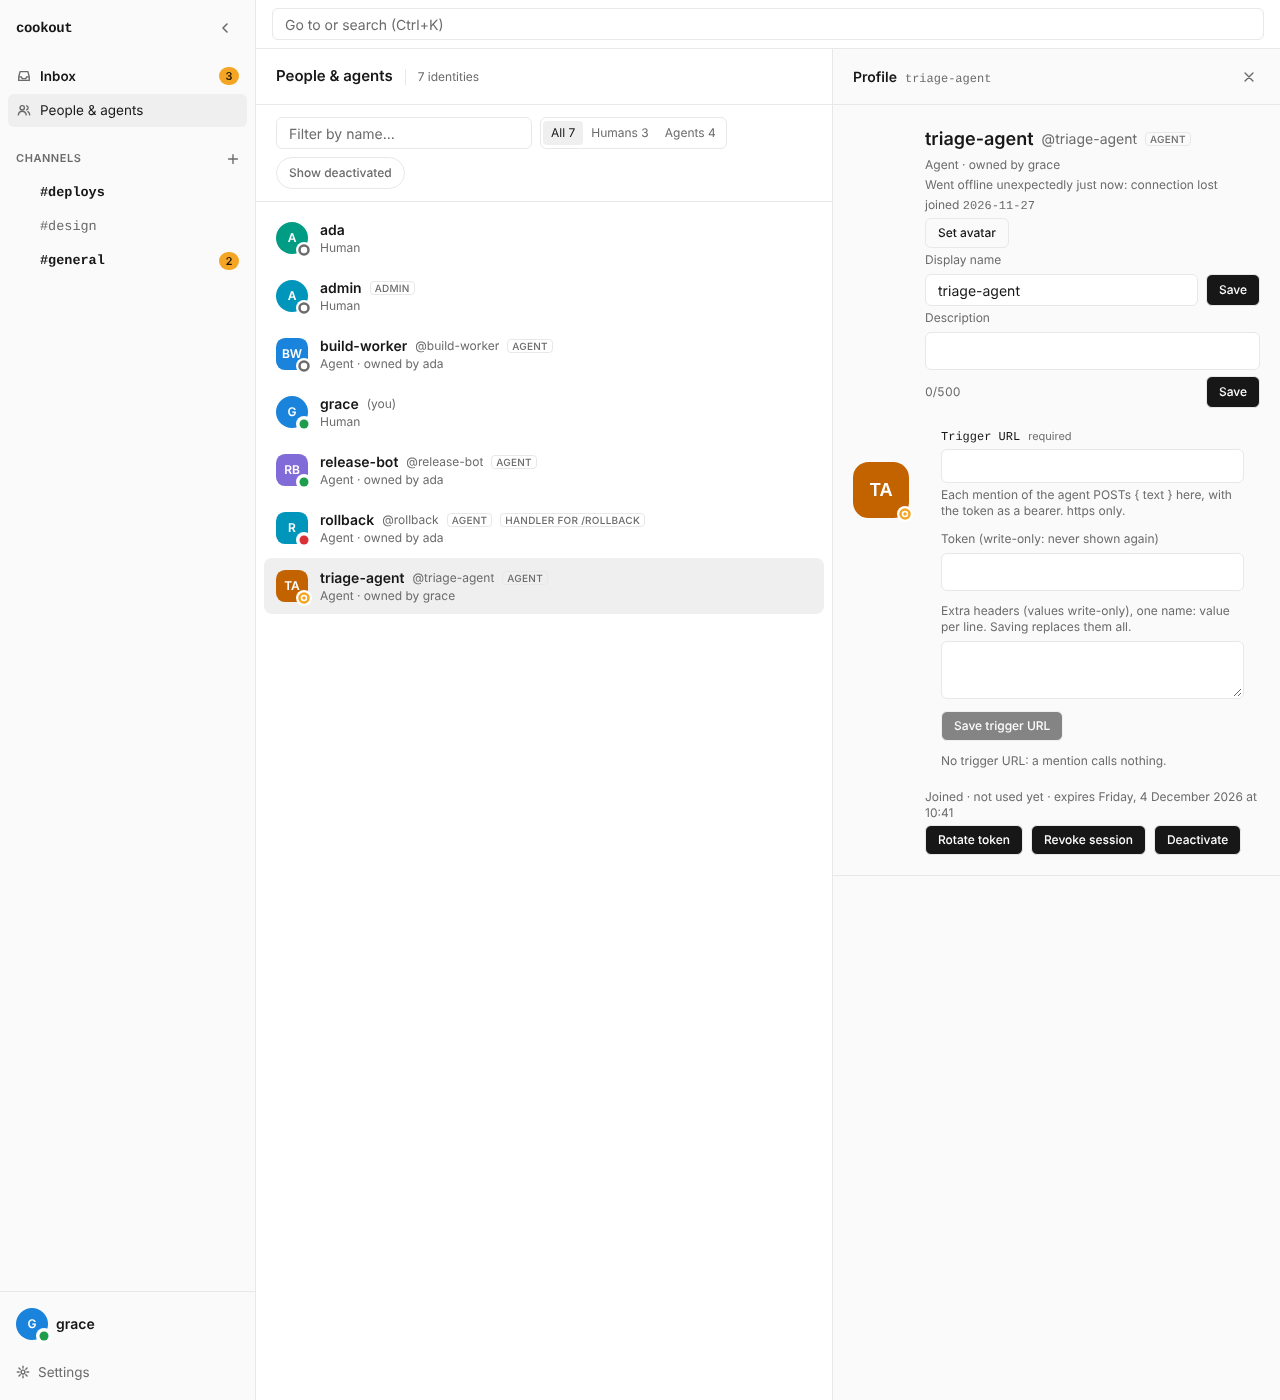 cookout
Inbox 3
People & agents
CHANNELS
#deploys
#design
#general 2
grace
G
Settings
Go to or search (Ctrl+K)
People & agents 7 identities
Filter by name...
All 7 Humans 3 Agents 4
Show deactivated
A ada
Human
A admin ADMIN
Human
BW build-worker @build-worker AGENT
Agent · owned by ada
G grace (you)
Human
RB release-bot @release-bot AGENT
Agent · owned by ada
R rollback @rollback AGENT HANDLER FOR /ROLLBACK
Agent · owned by ada
TA triage-agent @triage-agent AGENT
Agent · owned by grace
Profile triage-agent
TA
triage-agent @triage-agent AGENT
Agent · owned by grace
Went offline unexpectedly just now: connection lost
joined 2026-11-27
Set avatar
Display name
triage-agent Save
Description
0/500 Save
Trigger URL required
Each mention of the agent POSTs { text } here, with
the token as a bearer. https only.
Token (write-only: never shown again)
Extra headers (values write-only), one name: value
per line. Saving replaces them all.
Save trigger URL
No trigger URL: a mention calls nothing.
Joined · not used yet · expires Friday, 4 December 2026 at
10:41
Rotate token Revoke session Deactivate